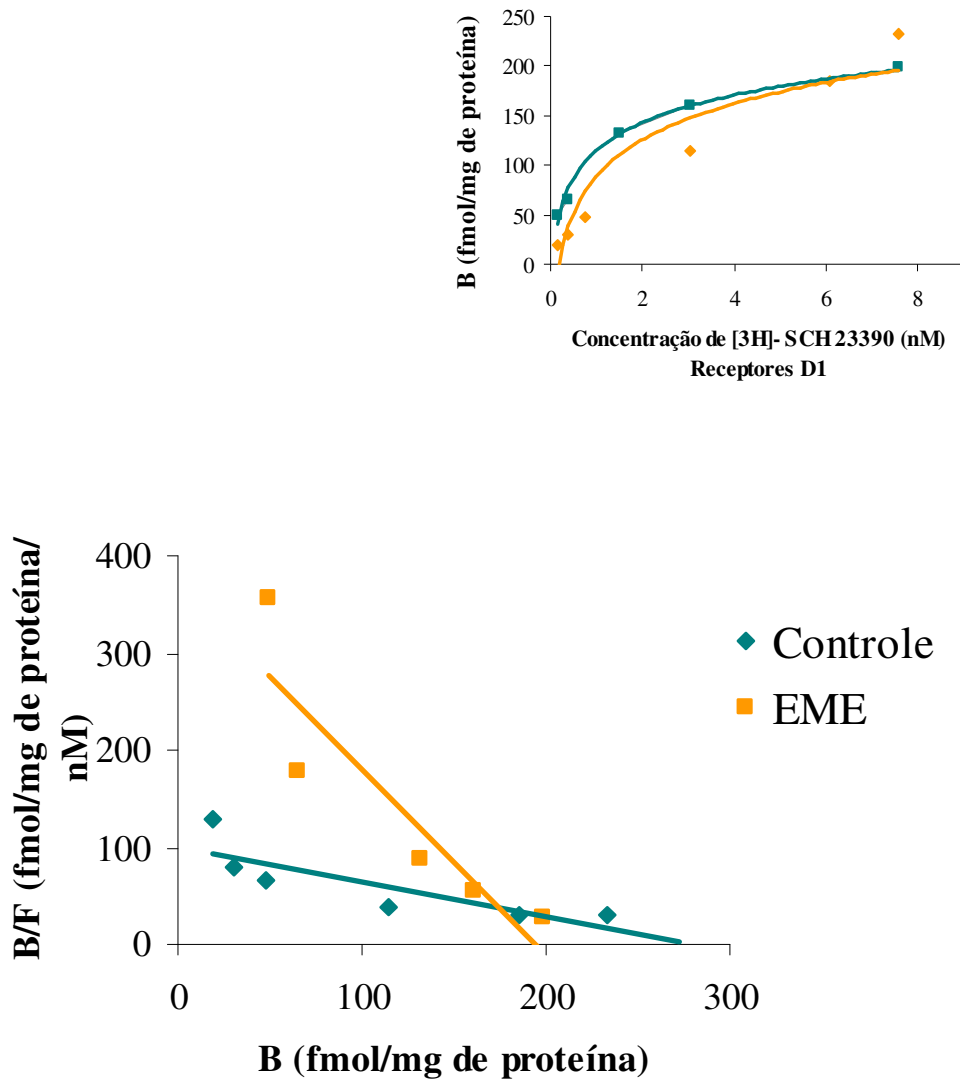 B (fmol/mg de proteína)
250
200
150
100
50
0
0 2 4 6 8
Concentração de [3H]- SCH 23390 (nM)
Receptores D1
B/F (fmol/mg de proteína/
nM)
400
300
200
100
0
0 100 200 300
B (fmol/mg de proteína)
Controle
EME